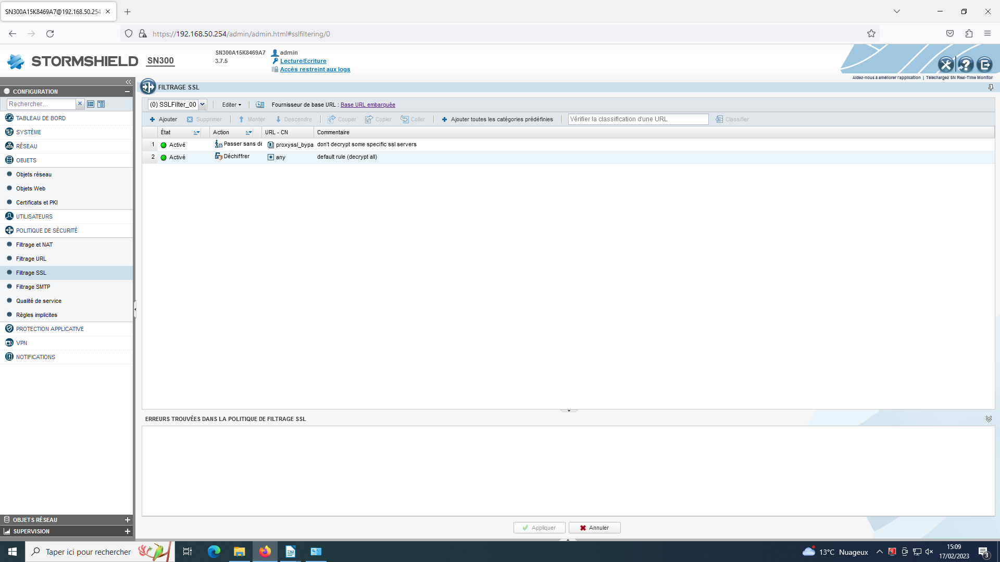 SN300A15K8469A7@192.168.50.254
https://192.168.50.254/admin/admin.html#sslfiltering/0
STORMSHIELD SN300
SN300A15K8469A7
3.7.5
admin
Lecture/Ecriture
Accès restreint aux logs
Aidez-nous à améliorer l'application | Téléchargez SN Real-Time Monitor
CONFIGURATION
Rechercher...
TABLEAU DE BORD
SYSTÈME
RÉSEAU
OBJETS
Objets réseau
Objets Web
Certificats et PKI
UTILISATEURS
POLITIQUE DE SÉCURITÉ
Filtrage et NAT
Filtrage URL
Filtrage SSL
Filtrage SMTP
Qualité de service
Règles implicites
PROTECTION APPLICATIVE
VPN
NOTIFICATIONS
OBJETS RÉSEAU
SUPERVISION
FILTRAGE SSL
(0) SSLFilter_00 Editer Fournisseur de base URL : Base URL embarquée
Ajouter Supprimer Monter Descendre Couper Copier Coller Ajouter toutes les catégories prédéfinies Vérifier la classification d'une URL Classifier
État Action URL - CN Commentaire
1 Activé Passer sans dé proxyssl_bypa don't decrypt some specific ssl servers
2 Activé Déchiffrer any default rule (decrypt all)
ERREURS TROUVÉES DANS LA POLITIQUE DE FILTRAGE SSL
Appliquer Annuler
Taper ici pour rechercher
13°C Nuageux
15:09
17/02/2023
3